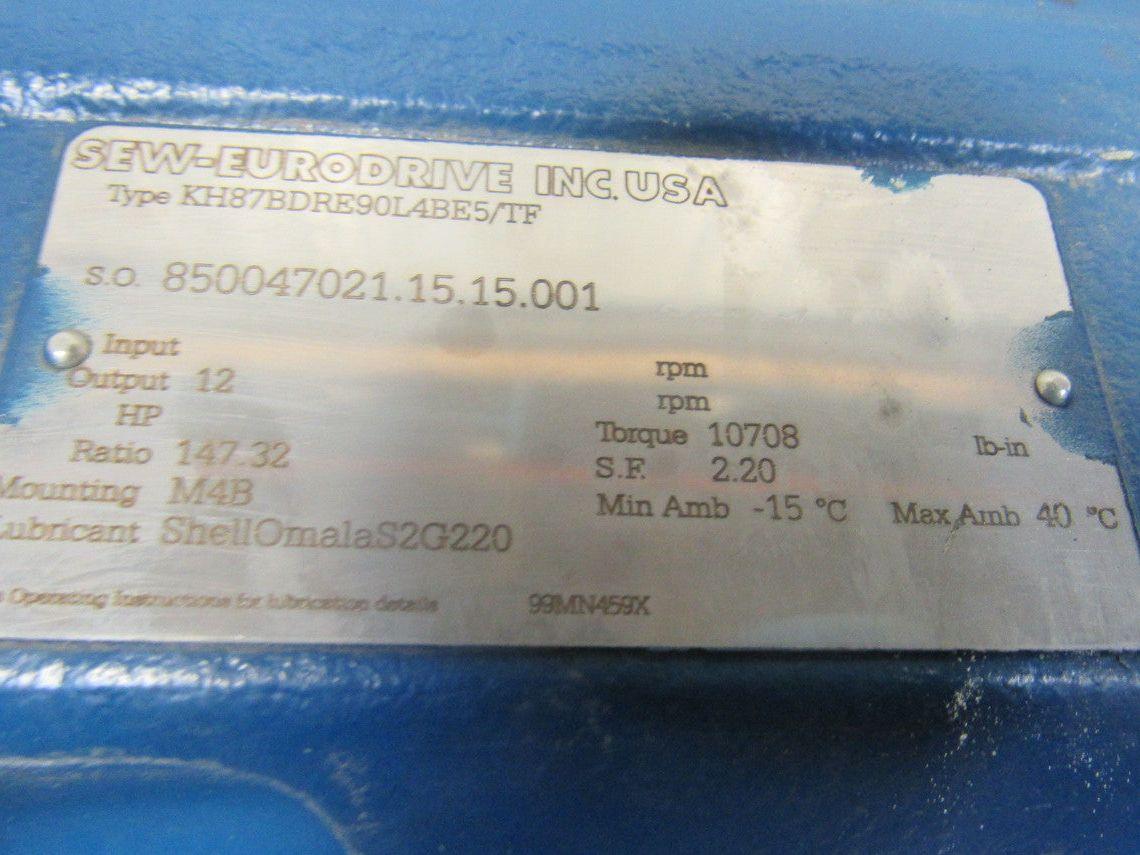 SEW-EURODRIVE INC. USA
Type KH87BDRE90L4BE5/TF
S.O. 850047021.15.15.001
Input rpm
Output 12 rpm
HP Torque 10708 lb-in
Ratio 147.32 S.F. 2.20
Mounting M4B Min Amb -15 °C Max Amb 40 °C
Lubricant ShellOmalaS2G220
Operating Instructions for lubrication details 99MN459X